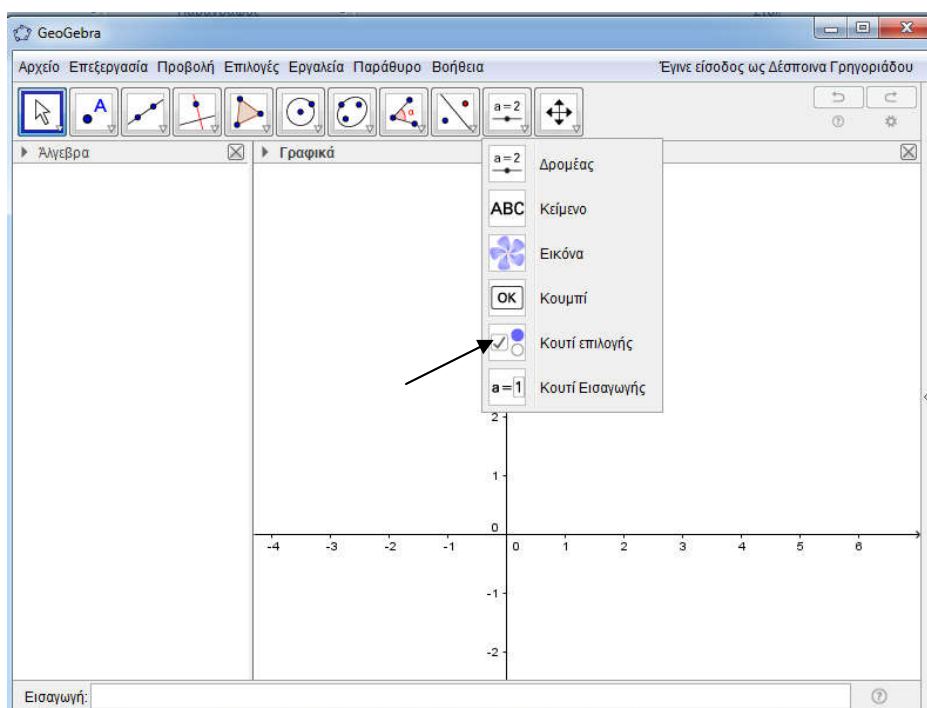 GeoGebra
Αρχείο Επεξεργασία Προβολή Επιλογές Εργαλεία Παράθυρο Βοήθεια Έγινε είσοδος ως Δέσποινα Γρηγοριάδου
A α a=2
Άλγεβρα
Γραφικά
a=2 Δρομέας
ABC Κείμενο
Εικόνα
OK Κουμπί
Κουτί επιλογής
a=1 Κουτί Εισαγωγής
2
1
0
-4 -3 -2 -1 0 1 2 3 4 5 6
-1
-2
Εισαγωγή: